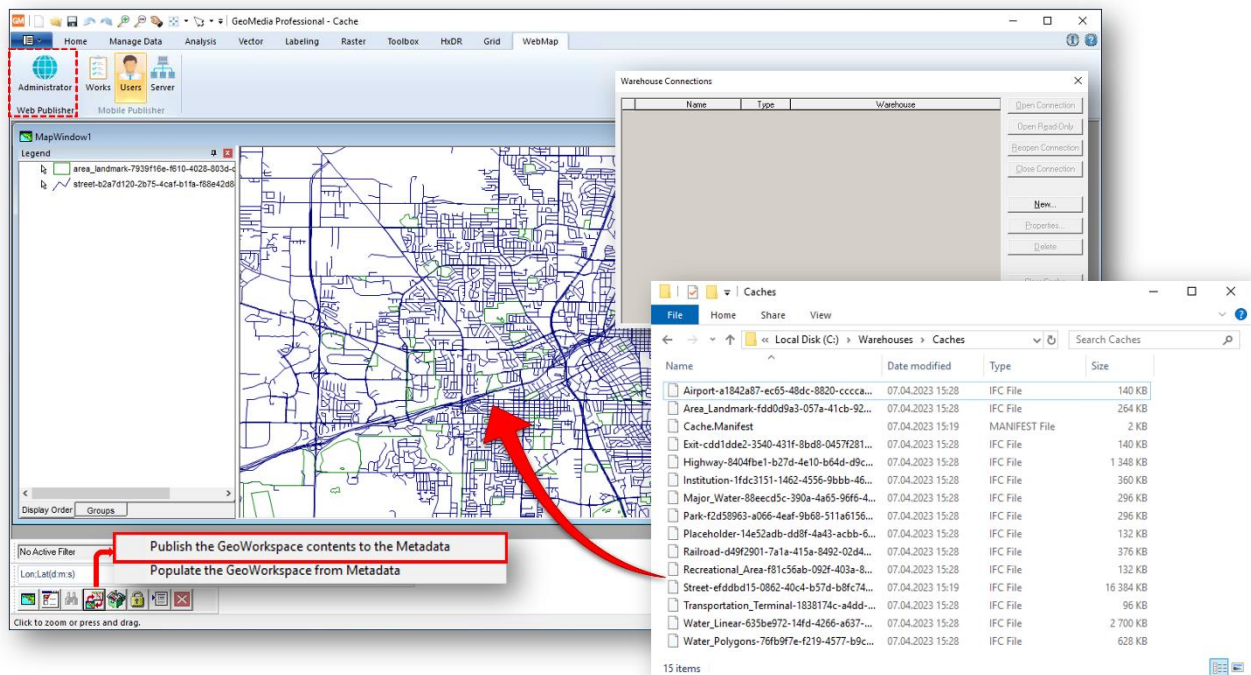 GeoMedia Professional - Cache
Home Manage Data Analysis Vector Labeling Raster Toolbox HxDR Grid WebMap
Administrator Works Users Server
Web Publisher Mobile Publisher
MapWindow1
Legend
area_landmark-7939f16e-f610-4028-803d-c
street-b2a7d120-2b75-4caf-b1fa-f88e42d8
Display Order Groups
No Active Filter
Lon;Lat(d:m:s)
Click to zoom or press and drag.
Publish the GeoWorkspace contents to the Metadata
Populate the GeoWorkspace from Metadata
Warehouse Connections
Name Type Warehouse
Open Connection
Open Read-Only
Reopen Connection
Close Connection
New...
Properties...
Delete
Caches
File Home Share View
« Local Disk (C:) › Warehouses › Caches Search Caches
Name Date modified Type Size
Airport-a1842a87-ec65-48dc-8820-cccca... 07.04.2023 15:28 IFC File 140 KB
Area_Landmark-fdd0d9a3-057a-41cb-92... 07.04.2023 15:28 IFC File 264 KB
Cache.Manifest 07.04.2023 15:19 MANIFEST File 2 KB
Exit-cdd1dde2-3540-431f-8bd8-0457f281... 07.04.2023 15:28 IFC File 140 KB
Highway-8404fbe1-b27d-4e10-b64d-d9c... 07.04.2023 15:28 IFC File 1 348 KB
Institution-1fdc3151-1462-4556-9bbb-46... 07.04.2023 15:28 IFC File 360 KB
Major_Water-88eecd5c-390a-4a65-96f6-4... 07.04.2023 15:28 IFC File 296 KB
Park-f2d58963-a066-4eaf-9b68-511a6156... 07.04.2023 15:28 IFC File 296 KB
Placeholder-14e52adb-dd8f-4a43-acbb-6... 07.04.2023 15:28 IFC File 132 KB
Railroad-d49f2901-7a1a-415a-8492-02d4... 07.04.2023 15:28 IFC File 376 KB
Recreational_Area-f81c56ab-092f-403a-8... 07.04.2023 15:28 IFC File 132 KB
Street-efddbd15-0862-40c4-b57d-b8fc74... 07.04.2023 15:19 IFC File 16 384 KB
Transportation_Terminal-1838174c-a4dd-... 07.04.2023 15:28 IFC File 96 KB
Water_Linear-635be972-14fd-4266-a637-... 07.04.2023 15:28 IFC File 2 700 KB
Water_Polygons-76fb9f7e-f219-4577-b9c... 07.04.2023 15:28 IFC File 628 KB
15 items